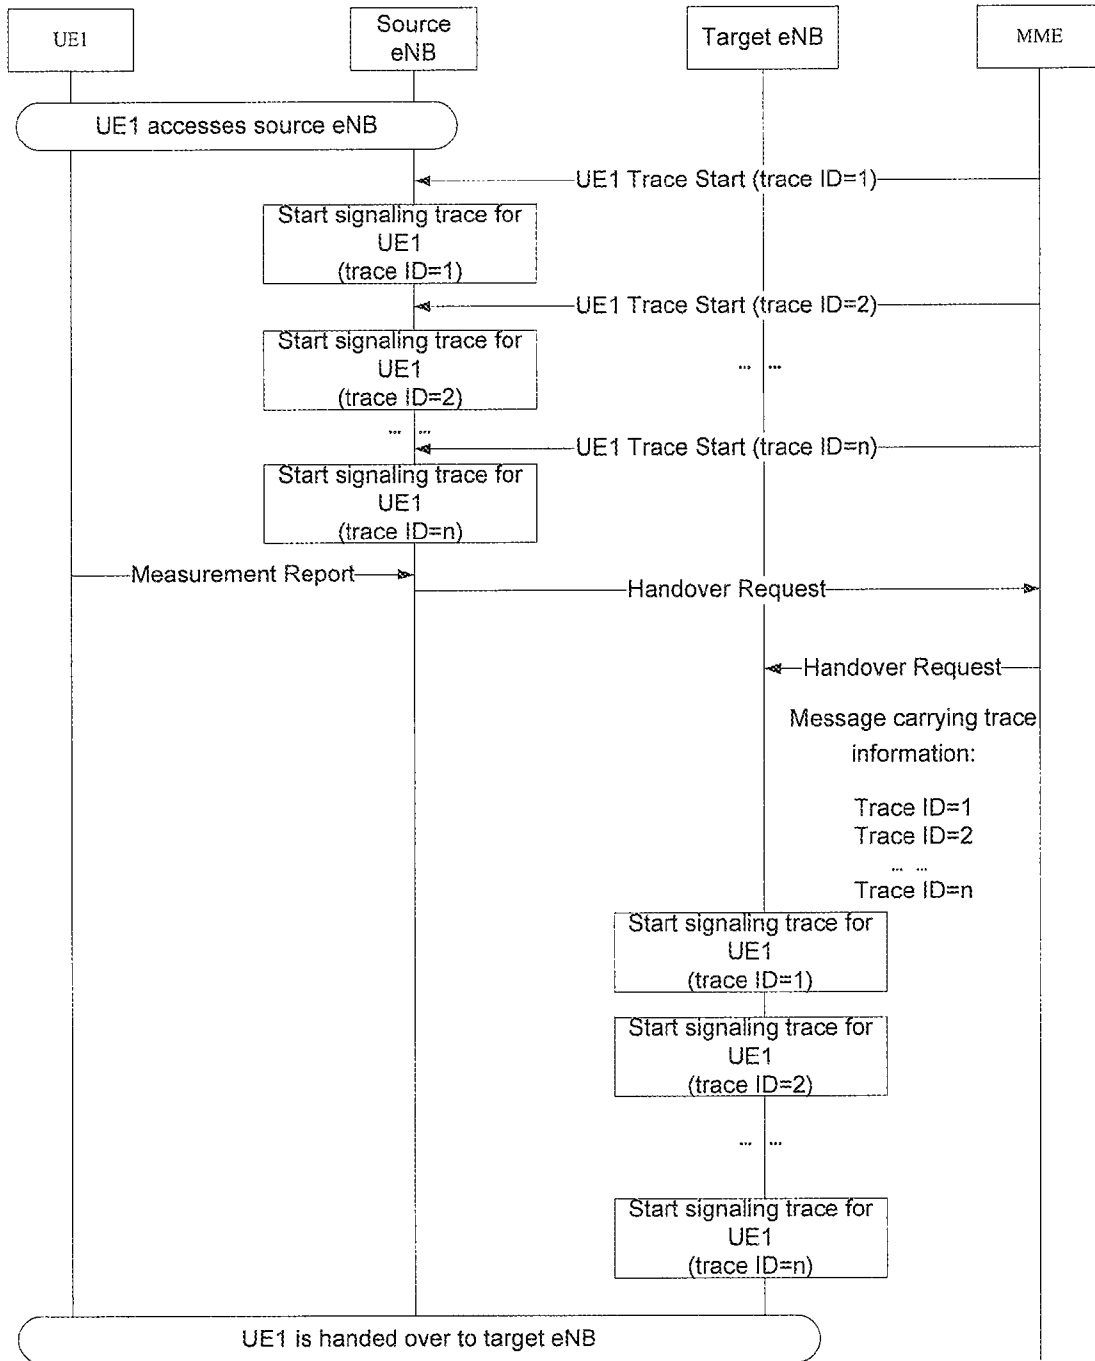 UE1
Source
eNB
Target eNB
MME
UE1 accesses source eNB
UE1 Trace Start (trace ID=1)
Start signaling trace for
UE1
(trace ID=1)
UE1 Trace Start (trace ID=2)
Start signaling trace for
UE1
(trace ID=2)
... ...
... ...
UE1 Trace Start (trace ID=n)
Start signaling trace for
UE1
(trace ID=n)
Measurement Report
Handover Request
Handover Request
Message carrying trace
information:
Trace ID=1
Trace ID=2
... ...
Trace ID=n
Start signaling trace for
UE1
(trace ID=1)
Start signaling trace for
UE1
(trace ID=2)
... ...
Start signaling trace for
UE1
(trace ID=n)
UE1 is handed over to target eNB